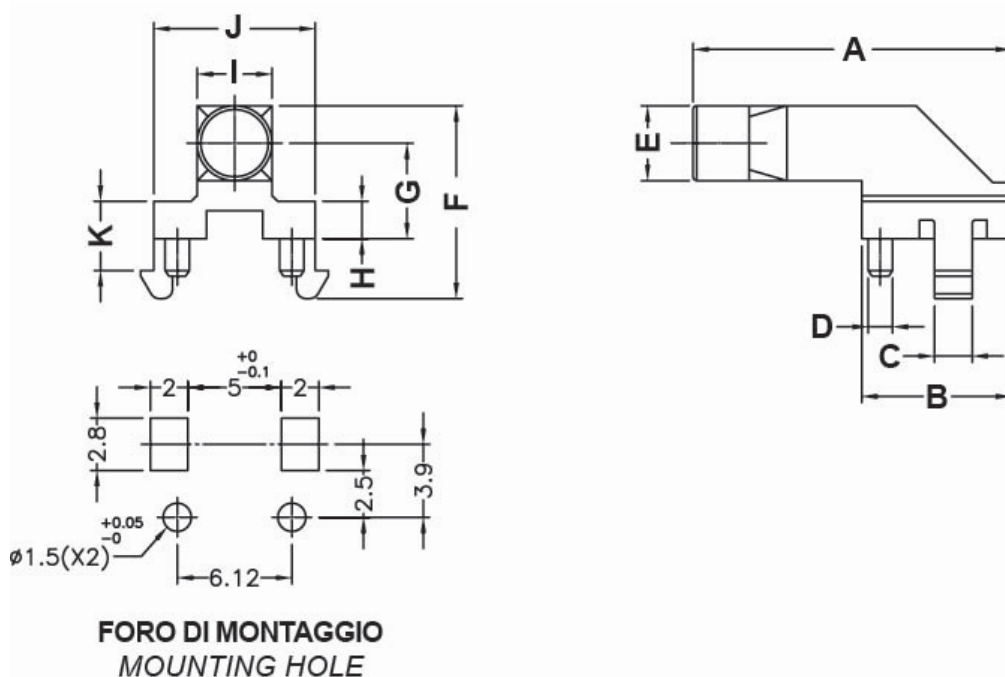 J
I
A
E
G
F
K
H
D
C
B
+0
-0.1
2
5
2
2.8
2.5
3.9
+0.05
-0
ø1.5(X2)
6.12
FORO DI MONTAGGIO
MOUNTING HOLE